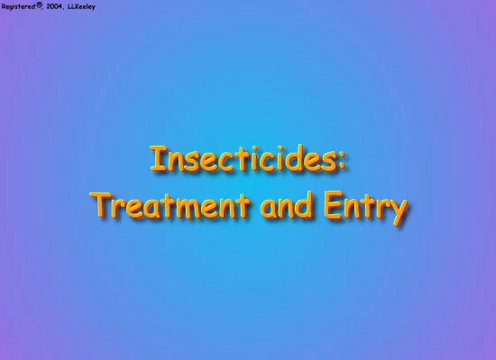 Registered ®, 2004, LLKeeley
Insecticides:
Treatment and Entry